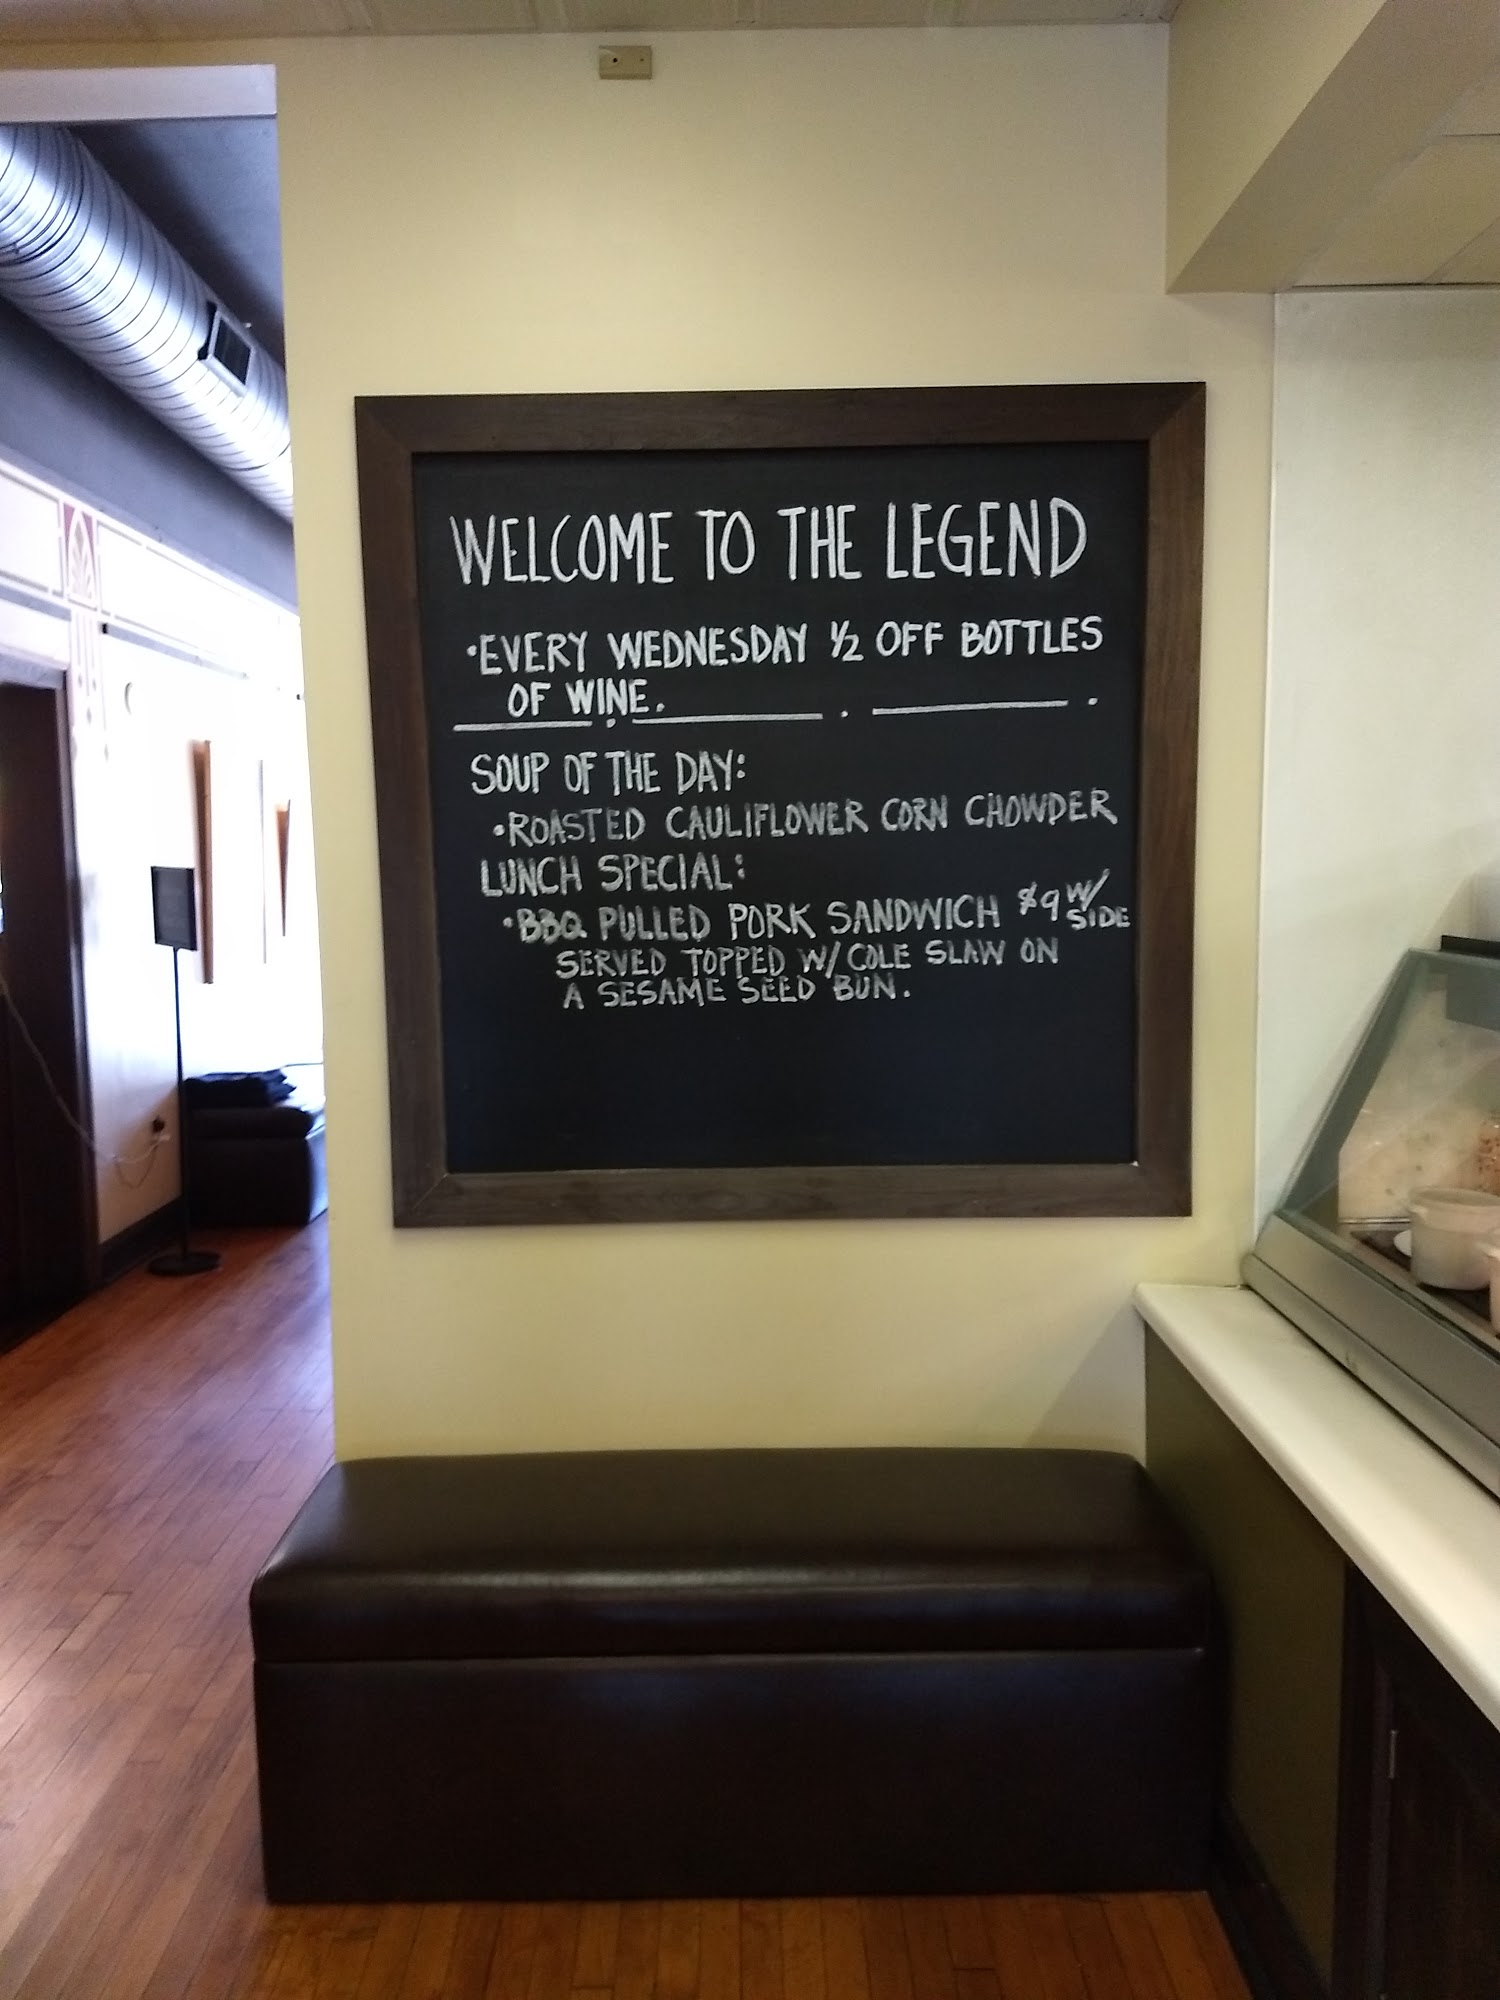 WELCOME TO THE LEGEND
•EVERY WEDNESDAY ½ OFF BOTTLES
OF WINE.
SOUP OF THE DAY:
•ROASTED CAULIFLOWER CORN CHOWDER
LUNCH SPECIAL:
•BBQ PULLED PORK SANDWICH $9 W/ SIDE
SERVED TOPPED W/ COLE SLAW ON
A SESAME SEED BUN.